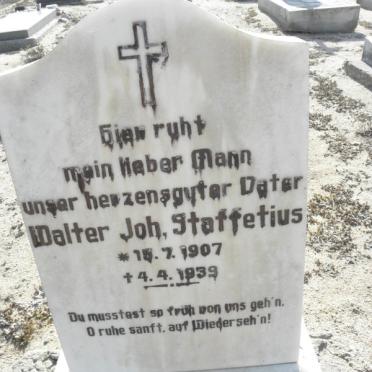 Hier ruht
mein lieber Mann
unser herzensguter Vater
Walter Joh. Staffetius
* 15.7.1907
† 4.4.1939
Du musstest so früh von uns geh'n.
O ruhe sanft, auf Wiederseh'n!